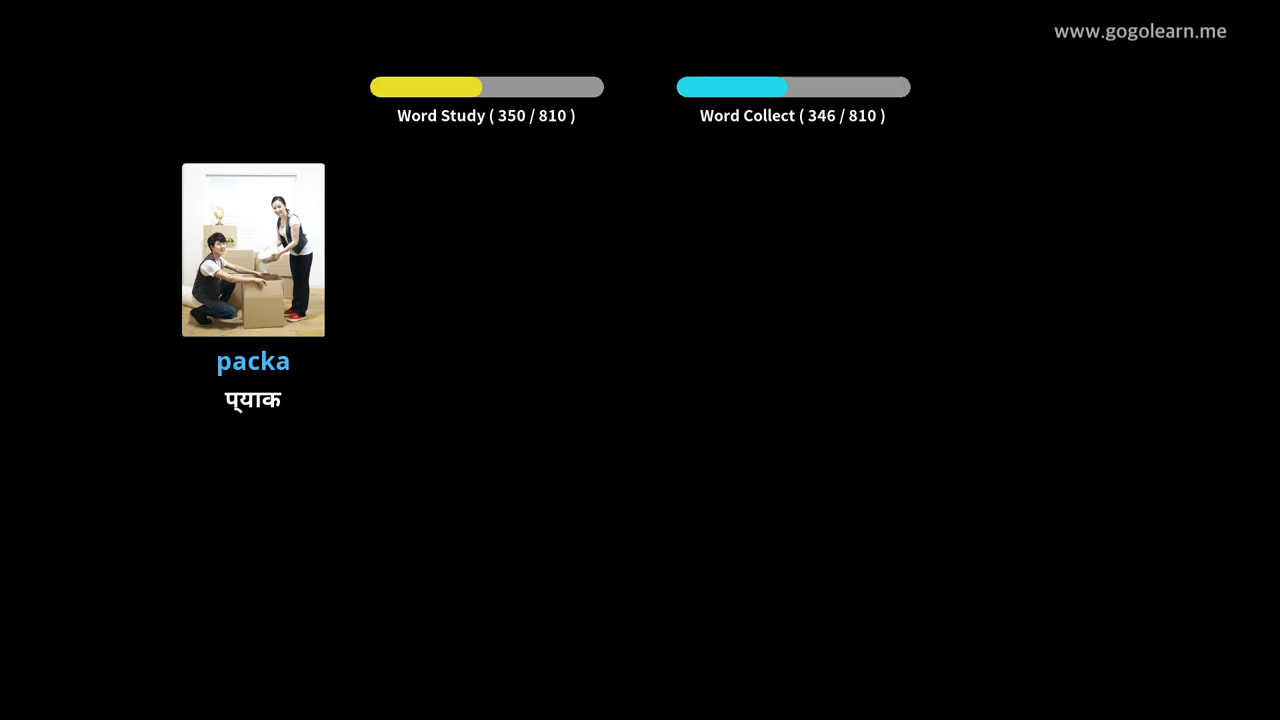 www.gogolearn.me
Word Study ( 350 / 810 )
Word Collect ( 346 / 810 )
packa
प्याक